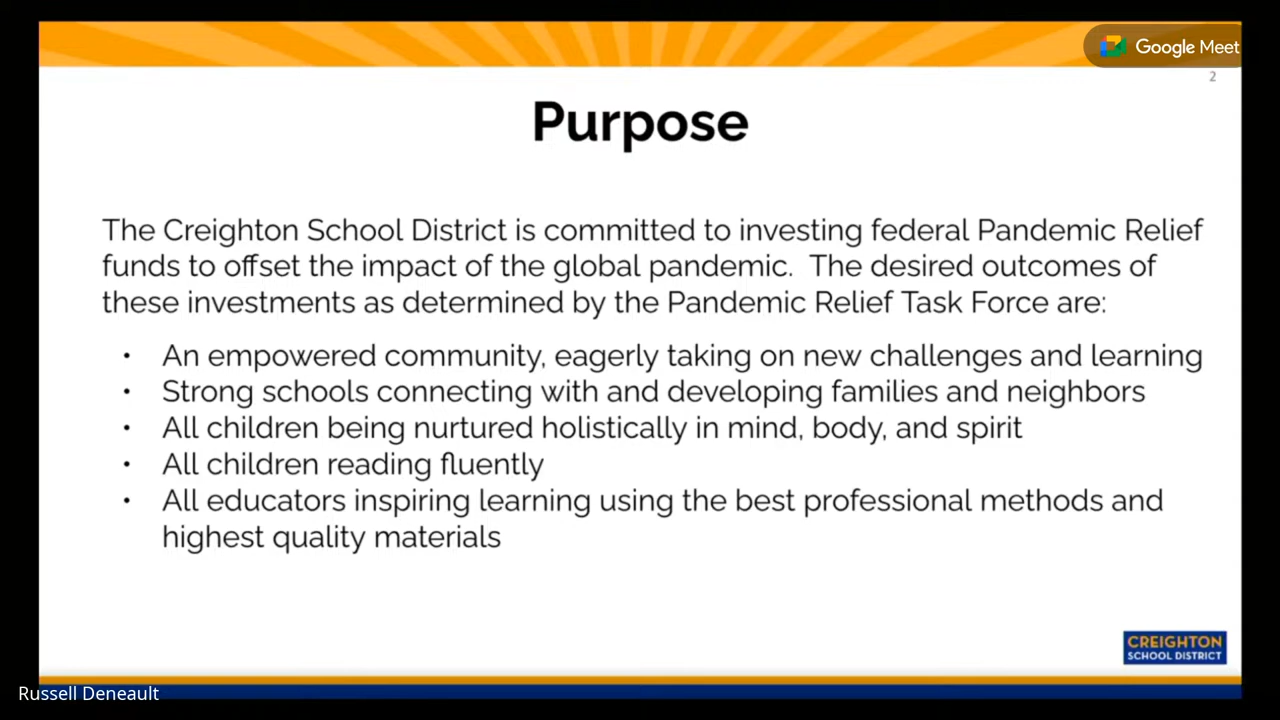 Google Meet
2
Purpose
The Creighton School District is committed to investing federal Pandemic Relief
funds to offset the impact of the global pandemic.  The desired outcomes of
these investments as determined by the Pandemic Relief Task Force are:
• An empowered community, eagerly taking on new challenges and learning
• Strong schools connecting with and developing families and neighbors
• All children being nurtured holistically in mind, body, and spirit
• All children reading fluently
• All educators inspiring learning using the best professional methods and
highest quality materials
CREIGHTON
SCHOOL DISTRICT
Russell Deneault